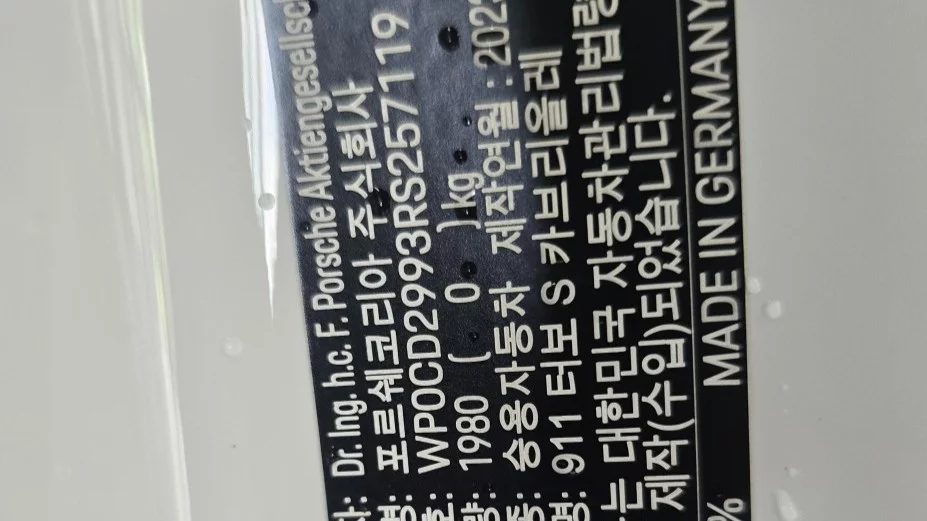 Dr. Ing. h.c. F. Porsche
포르쉐코리아 주식회사
WP0CD2993RS257119
1980 ( 0 ) kg
승용자동차 제작연월 :
911 터보 S 카브리올레
는 대한민국 자동차관리법령
제작(수입)되었습니다.
% MADE IN GERMANY